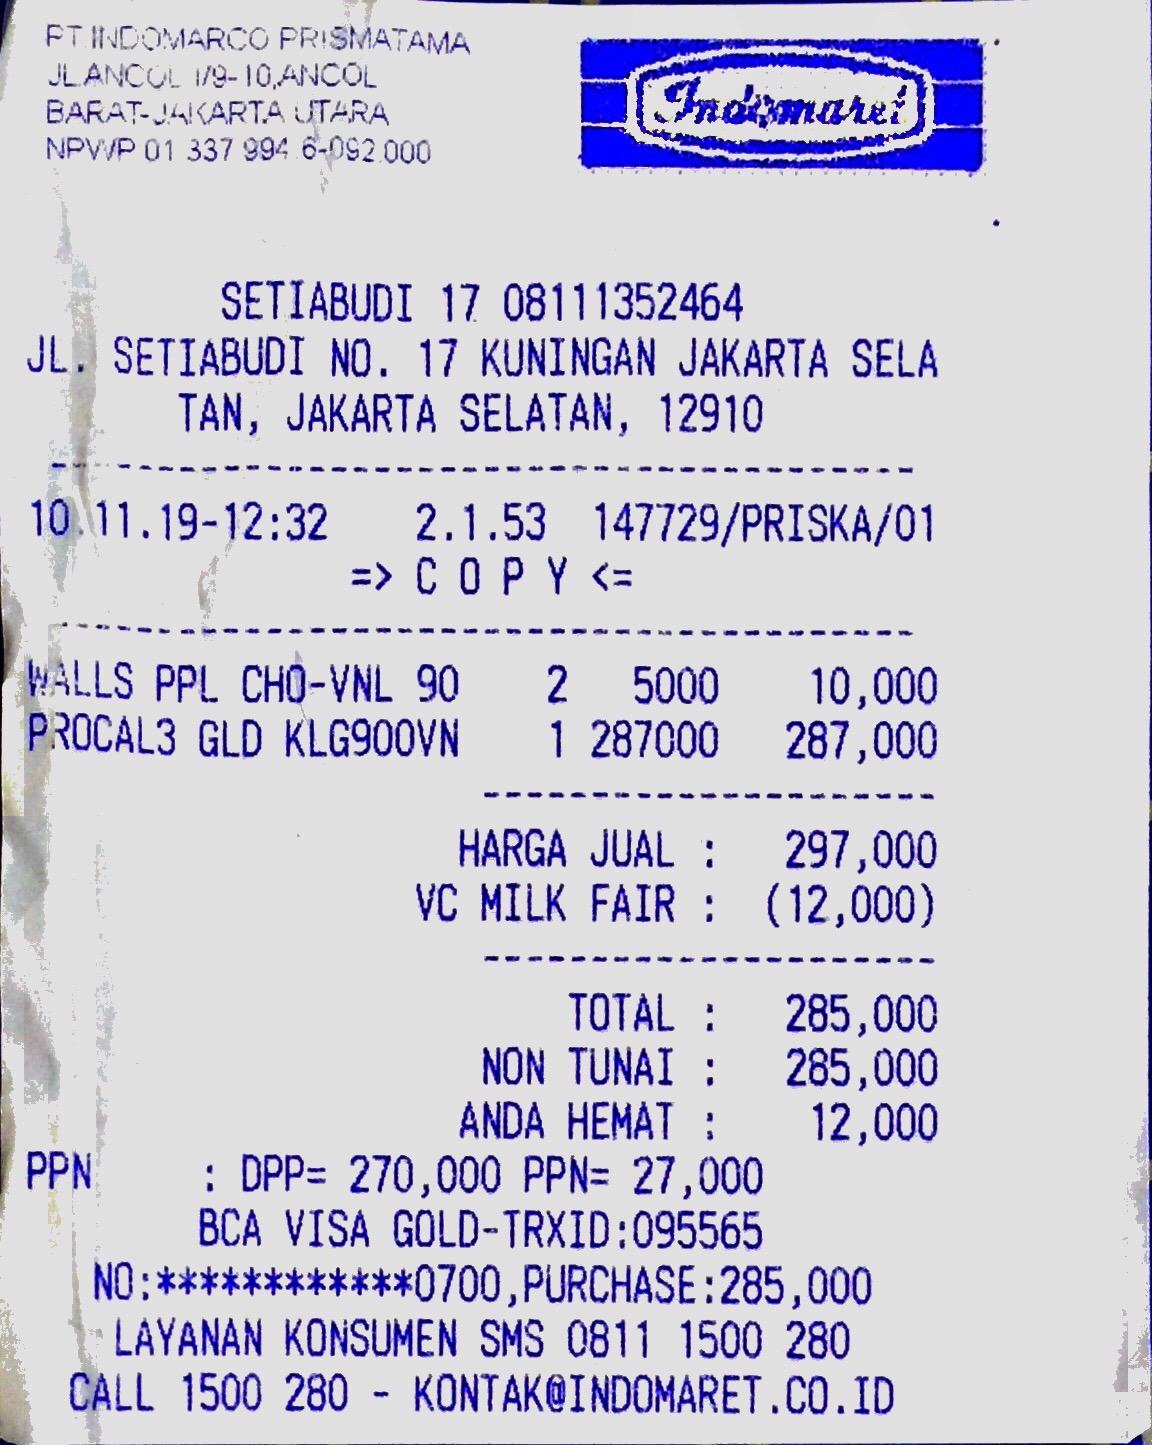 PT.INDOMARCO PRISMATAMA
JL.ANCOL I/9-10,ANCOL
BARAT-JAKARTA UTARA
NPWP 01 337 994 6-092.000
Indomaret
SETIABUDI 17 08111352464
JL. SETIABUDI NO. 17 KUNINGAN JAKARTA SELA
TAN, JAKARTA SELATAN, 12910
10.11.19-12:32 2.1.53 147729/PRISKA/01
=> C O P Y <=
WALLS PPL CHO-VNL 90 2 5000 10,000
PROCAL3 GLD KLG900VN 1 287000 287,000
HARGA JUAL : 297,000
VC MILK FAIR : (12,000)
TOTAL : 285,000
NON TUNAI : 285,000
ANDA HEMAT : 12,000
PPN : DPP= 270,000 PPN= 27,000
BCA VISA GOLD-TRXID:095565
NO:************0700,PURCHASE:285,000
LAYANAN KONSUMEN SMS 0811 1500 280
CALL 1500 280 - KONTAK@INDOMARET.CO.ID